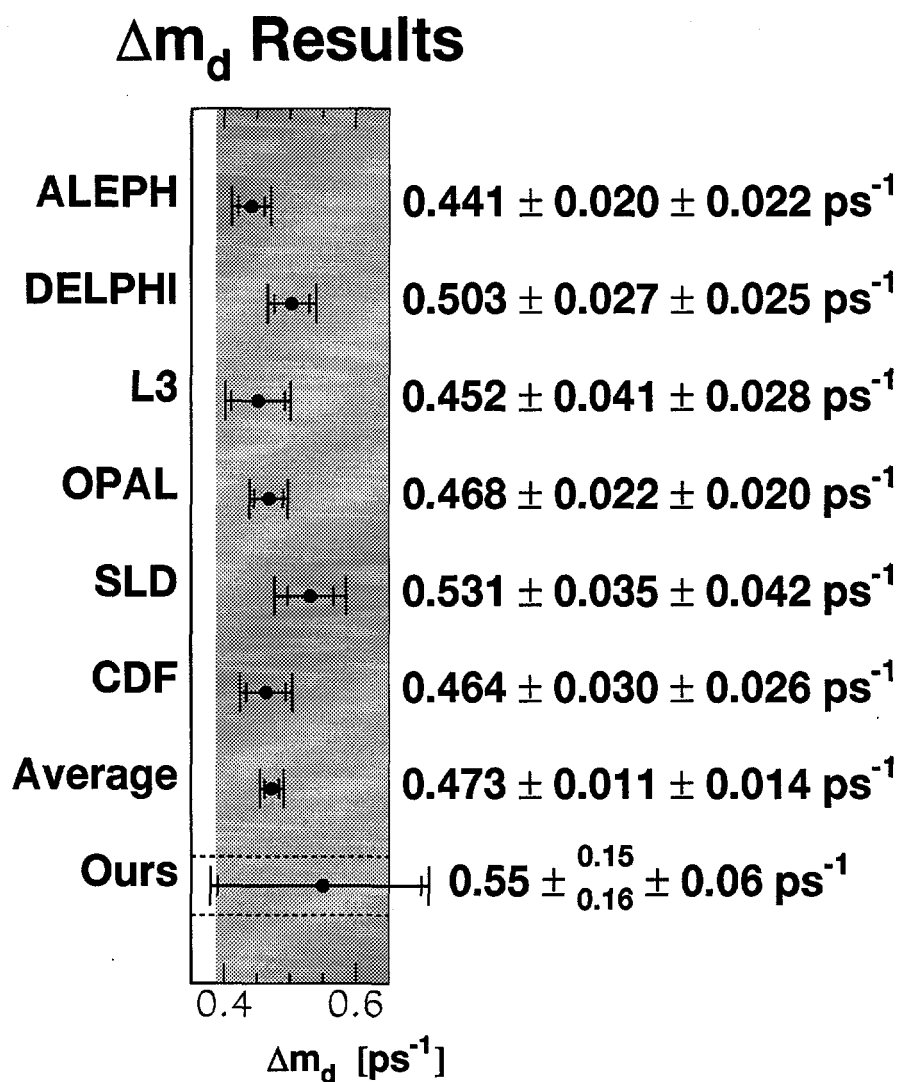 Δm_d Results
ALEPH 0.441 ± 0.020 ± 0.022 ps⁻¹
DELPHI 0.503 ± 0.027 ± 0.025 ps⁻¹
L3 0.452 ± 0.041 ± 0.028 ps⁻¹
OPAL 0.468 ± 0.022 ± 0.020 ps⁻¹
SLD 0.531 ± 0.035 ± 0.042 ps⁻¹
CDF 0.464 ± 0.030 ± 0.026 ps⁻¹
Average 0.473 ± 0.011 ± 0.014 ps⁻¹
Ours 0.55 ± 0.15 0.16 ± 0.06 ps⁻¹
0.4 0.6
Δm_d [ps⁻¹]